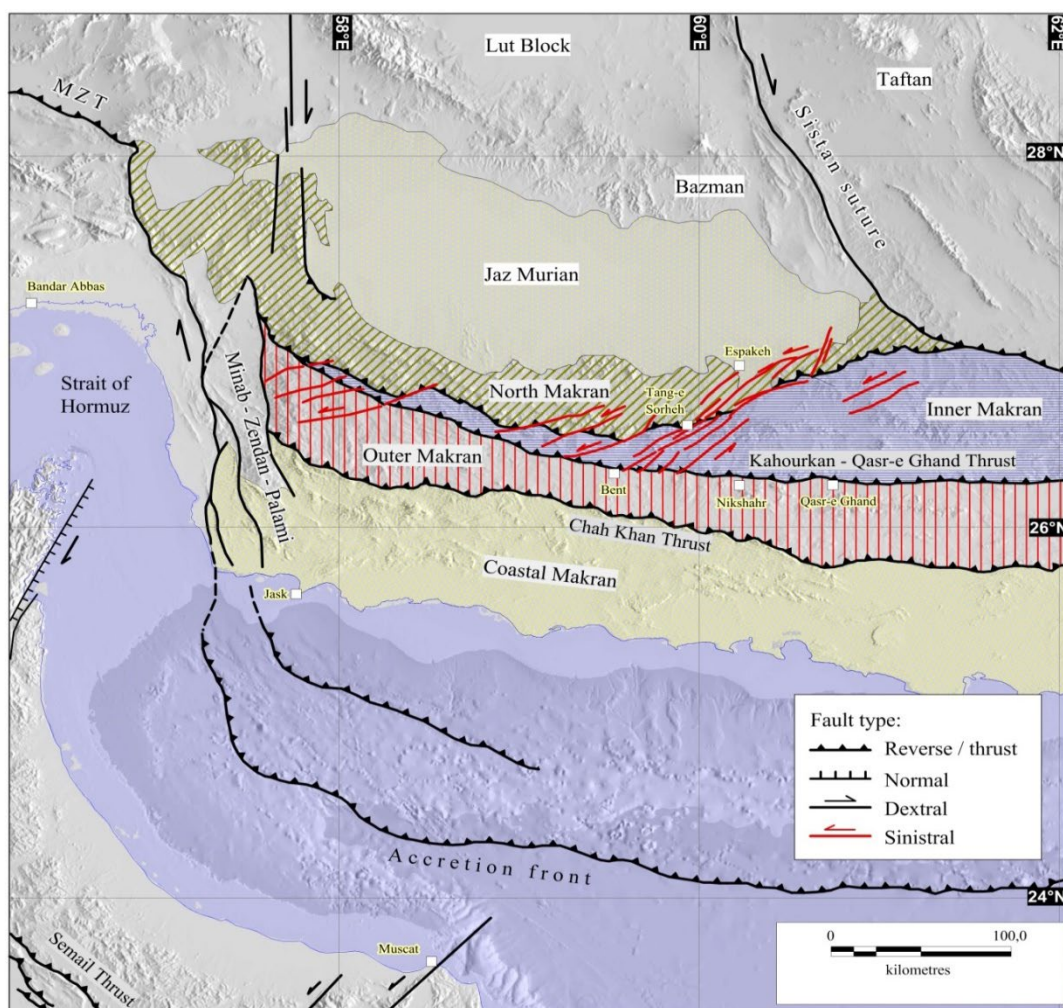 58°E
60°E
62°E
Lut Block
Taftan
MZT
Sistan suture
28°N
Bazman
Jaz Murian
Bandar Abbas
Strait of
Hormuz
Minab - Zendan - Palami
Espakeh
North Makran
Tang-e
Sorheh
Inner Makran
Outer Makran
Kahourkan - Qasr-e Ghand Thrust
Bent
Nikshahr
Qasr-e Ghand
Chah Khan Thrust
26°N
Coastal Makran
Jask
Fault type:
Reverse / thrust
Normal
Dextral
Sinistral
Accretion front
24°N
Muscat
Semail Thrust
0 100,0
kilometres